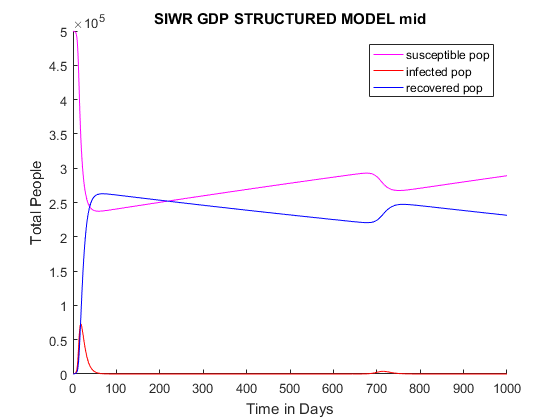 SIWR GDP STRUCTURED MODEL mid
×10^5
5
4.5
4
3.5
3
2.5
2
1.5
1
0.5
0
Total People
susceptible pop
infected pop
recovered pop
0 100 200 300 400 500 600 700 800 900 1000
Time in Days